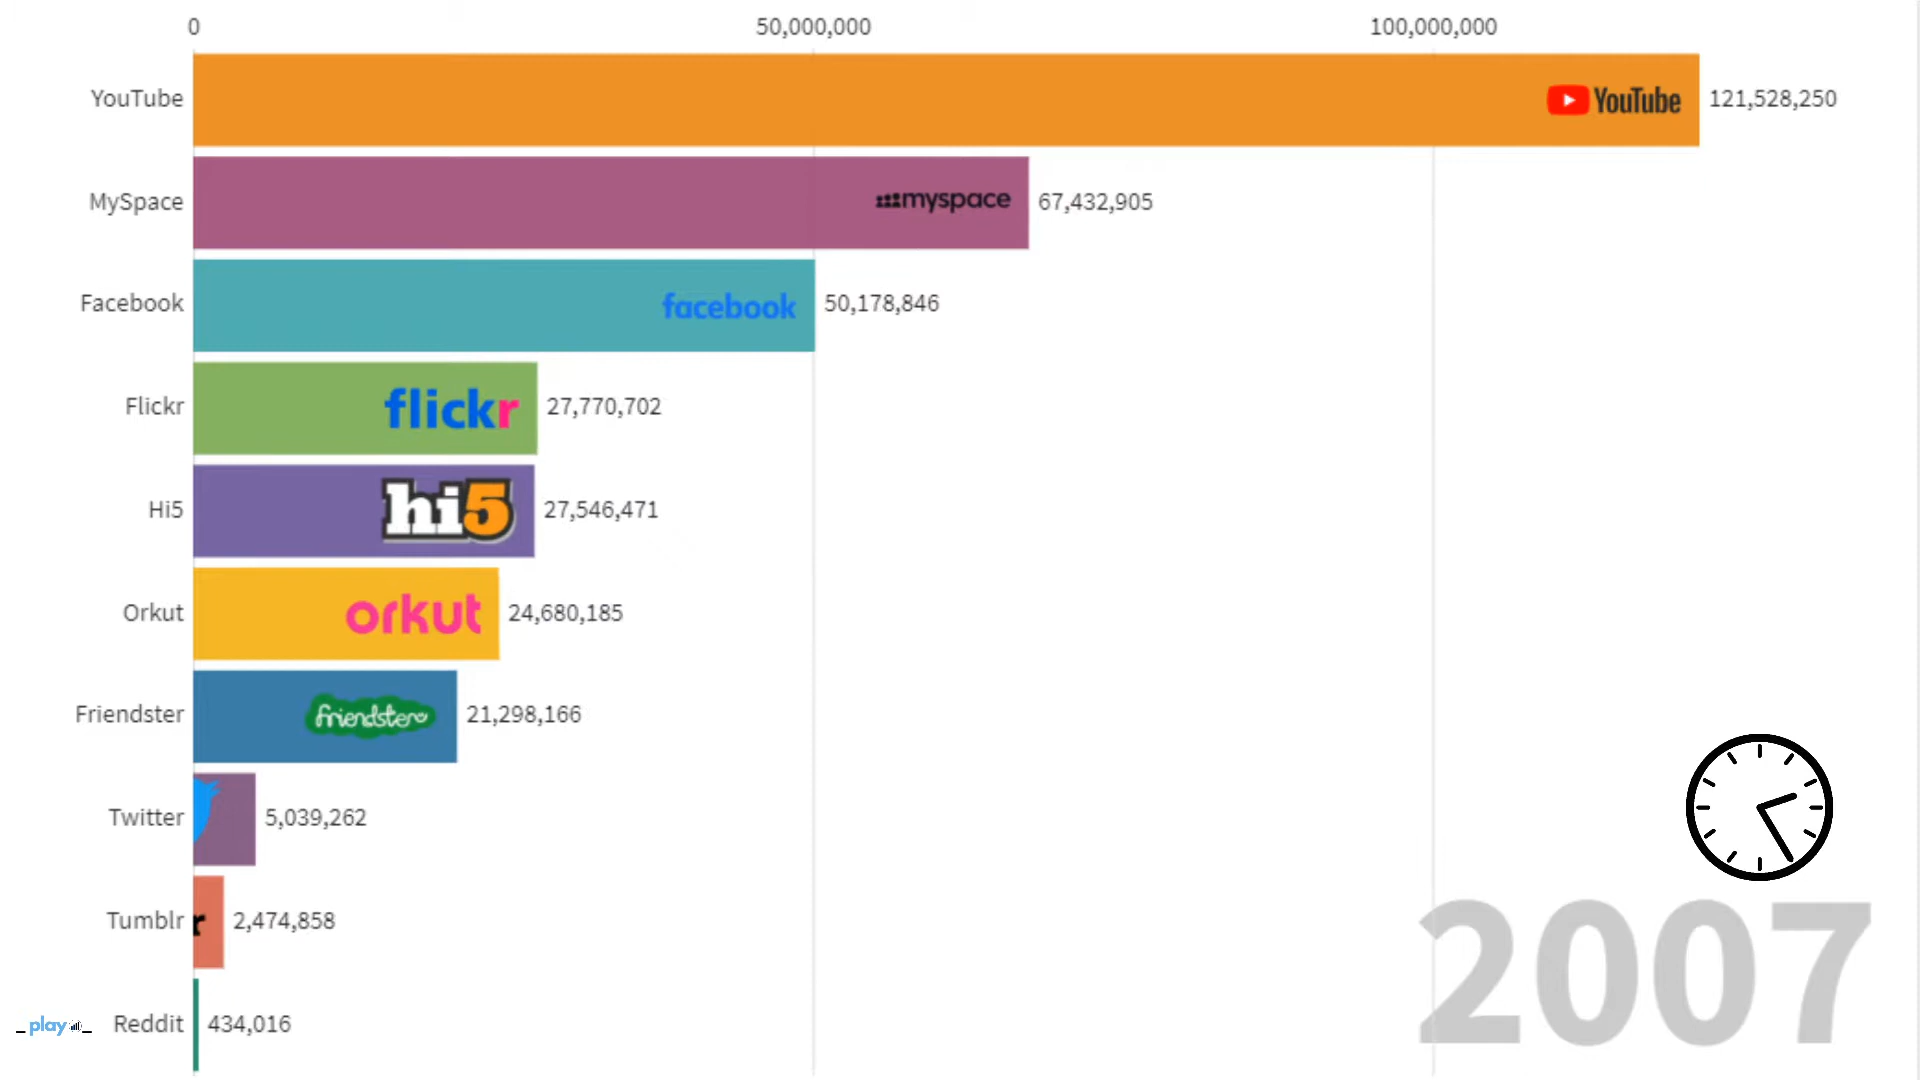 0 50,000,000 100,000,000
YouTube YouTube 121,528,250
MySpace myspace 67,432,905
Facebook facebook 50,178,846
Flickr flickr 27,770,702
Hi5 hi5 27,546,471
Orkut orkut 24,680,185
Friendster friendster 21,298,166
Twitter 5,039,262
Tumblr r 2,474,858
2007
_ play _ Reddit 434,016